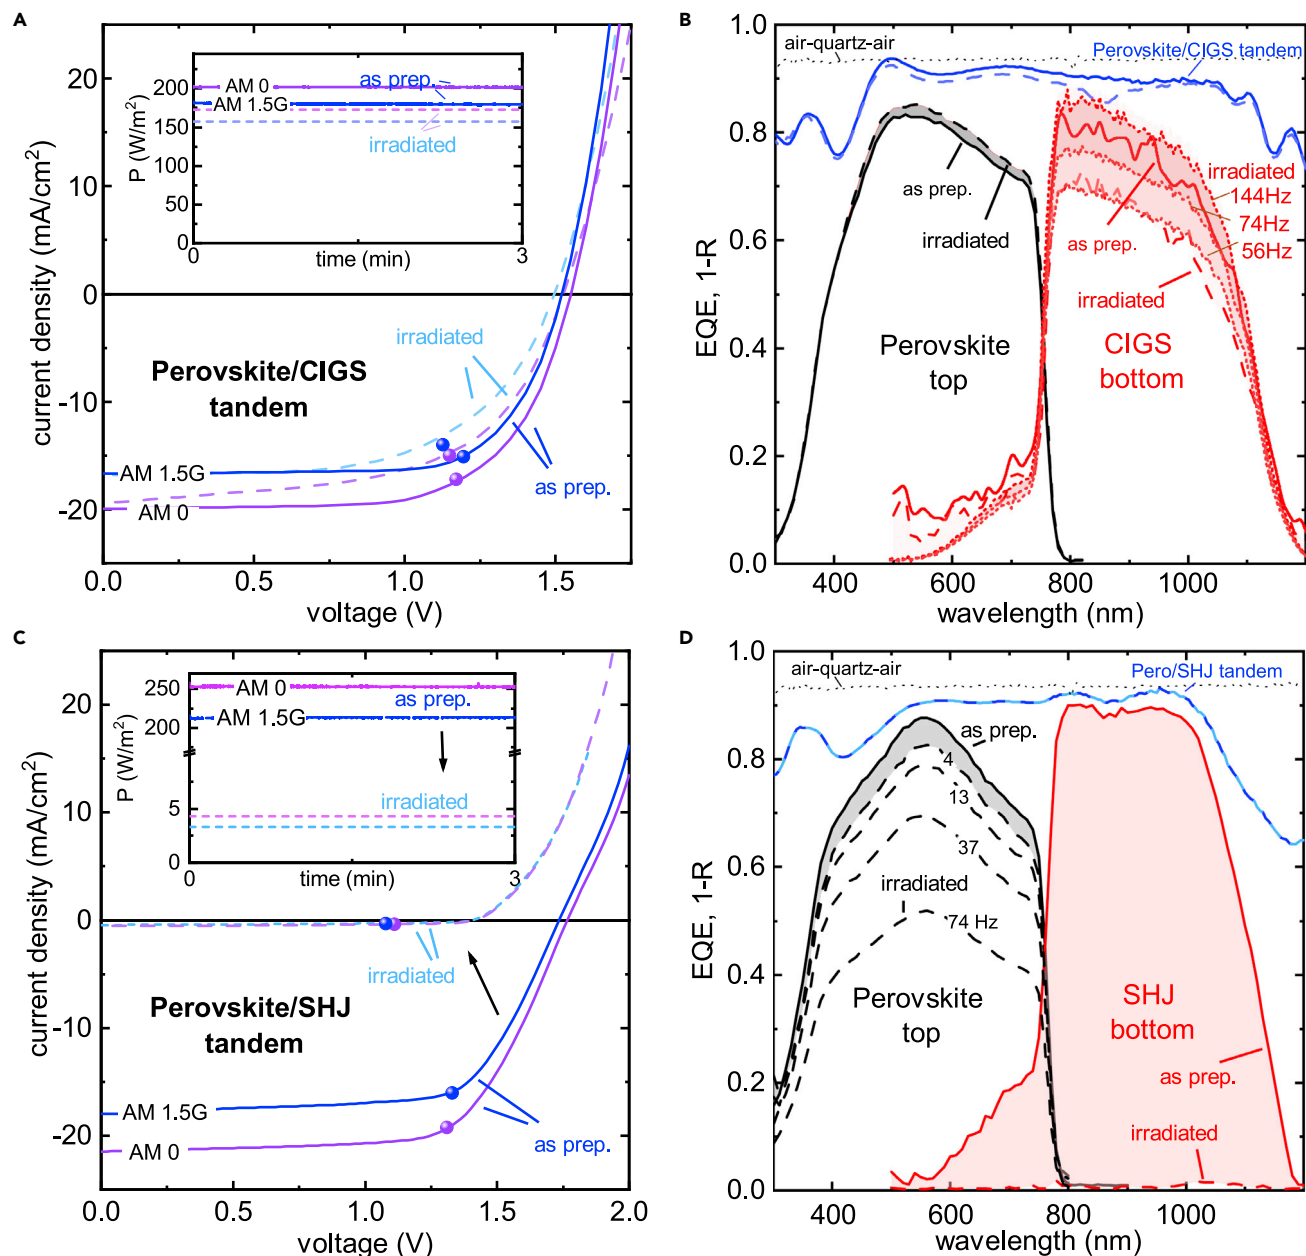 A
current density (mA/cm²)
20
10
0
-10
-20
0.0
0.5
1.0
1.5
voltage (V)
P (W/m²)
200
150
100
50
0
0
3
time (min)
AM 0
as prep.
AM 1.5G
irradiated
irradiated
Perovskite/CIGS
tandem
AM 1.5G
AM 0
as prep.
B
EQE, 1-R
1.0
0.8
0.6
0.4
0.2
0.0
400
600
800
1000
wavelength (nm)
air-quartz-air
Perovskite/CIGS tandem
as prep.
irradiated
Perovskite
top
as prep.
irradiated
144Hz
74Hz
56Hz
irradiated
CIGS
bottom
C
current density (mA/cm²)
20
10
0
-10
-20
0.0
0.5
1.0
1.5
2.0
voltage (V)
P (W/m²)
250
200
5
0
0
3
time (min)
AM 0
as prep.
AM 1.5G
irradiated
irradiated
Perovskite/SHJ
tandem
AM 1.5G
AM 0
as prep.
D
EQE, 1-R
1.0
0.8
0.6
0.4
0.2
0.0
400
600
800
1000
wavelength (nm)
air-quartz-air
Pero/SHJ tandem
as prep.
4
13
37
irradiated
74 Hz
Perovskite
top
SHJ
bottom
as prep.
irradiated